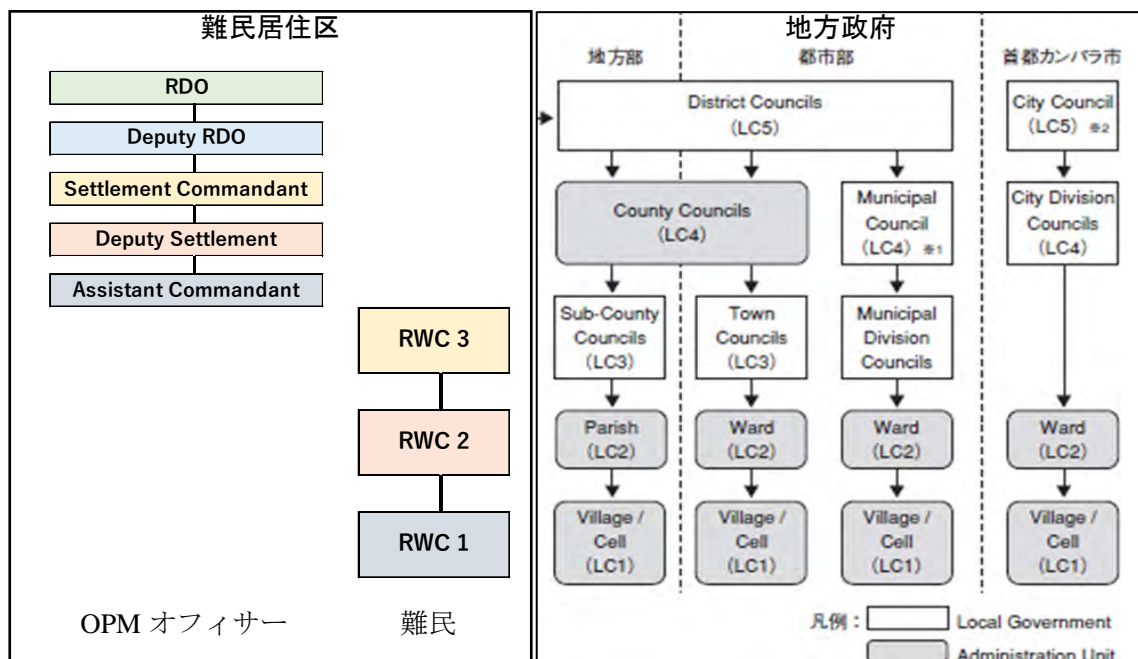 難民居住区
RDO
Deputy RDO
Settlement Commandant
Deputy Settlement
Assistant Commandant
RWC 3
RWC 2
RWC 1
OPM オフィサー
難民
地方政府
地方部
都市部
首都カンパラ市
District Councils
(LC5)
City Council
(LC5) ※2
County Councils
(LC4)
Municipal
Council
(LC4) ※1
City Division
Councils
(LC4)
Sub-County
Councils
(LC3)
Town
Councils
(LC3)
Municipal
Division
Councils
Parish
(LC2)
Ward
(LC2)
Ward
(LC2)
Ward
(LC2)
Village /
Cell
(LC1)
Village /
Cell
(LC1)
Village /
Cell
(LC1)
Village /
Cell
(LC1)
凡例：
Local Government
Administration Unit